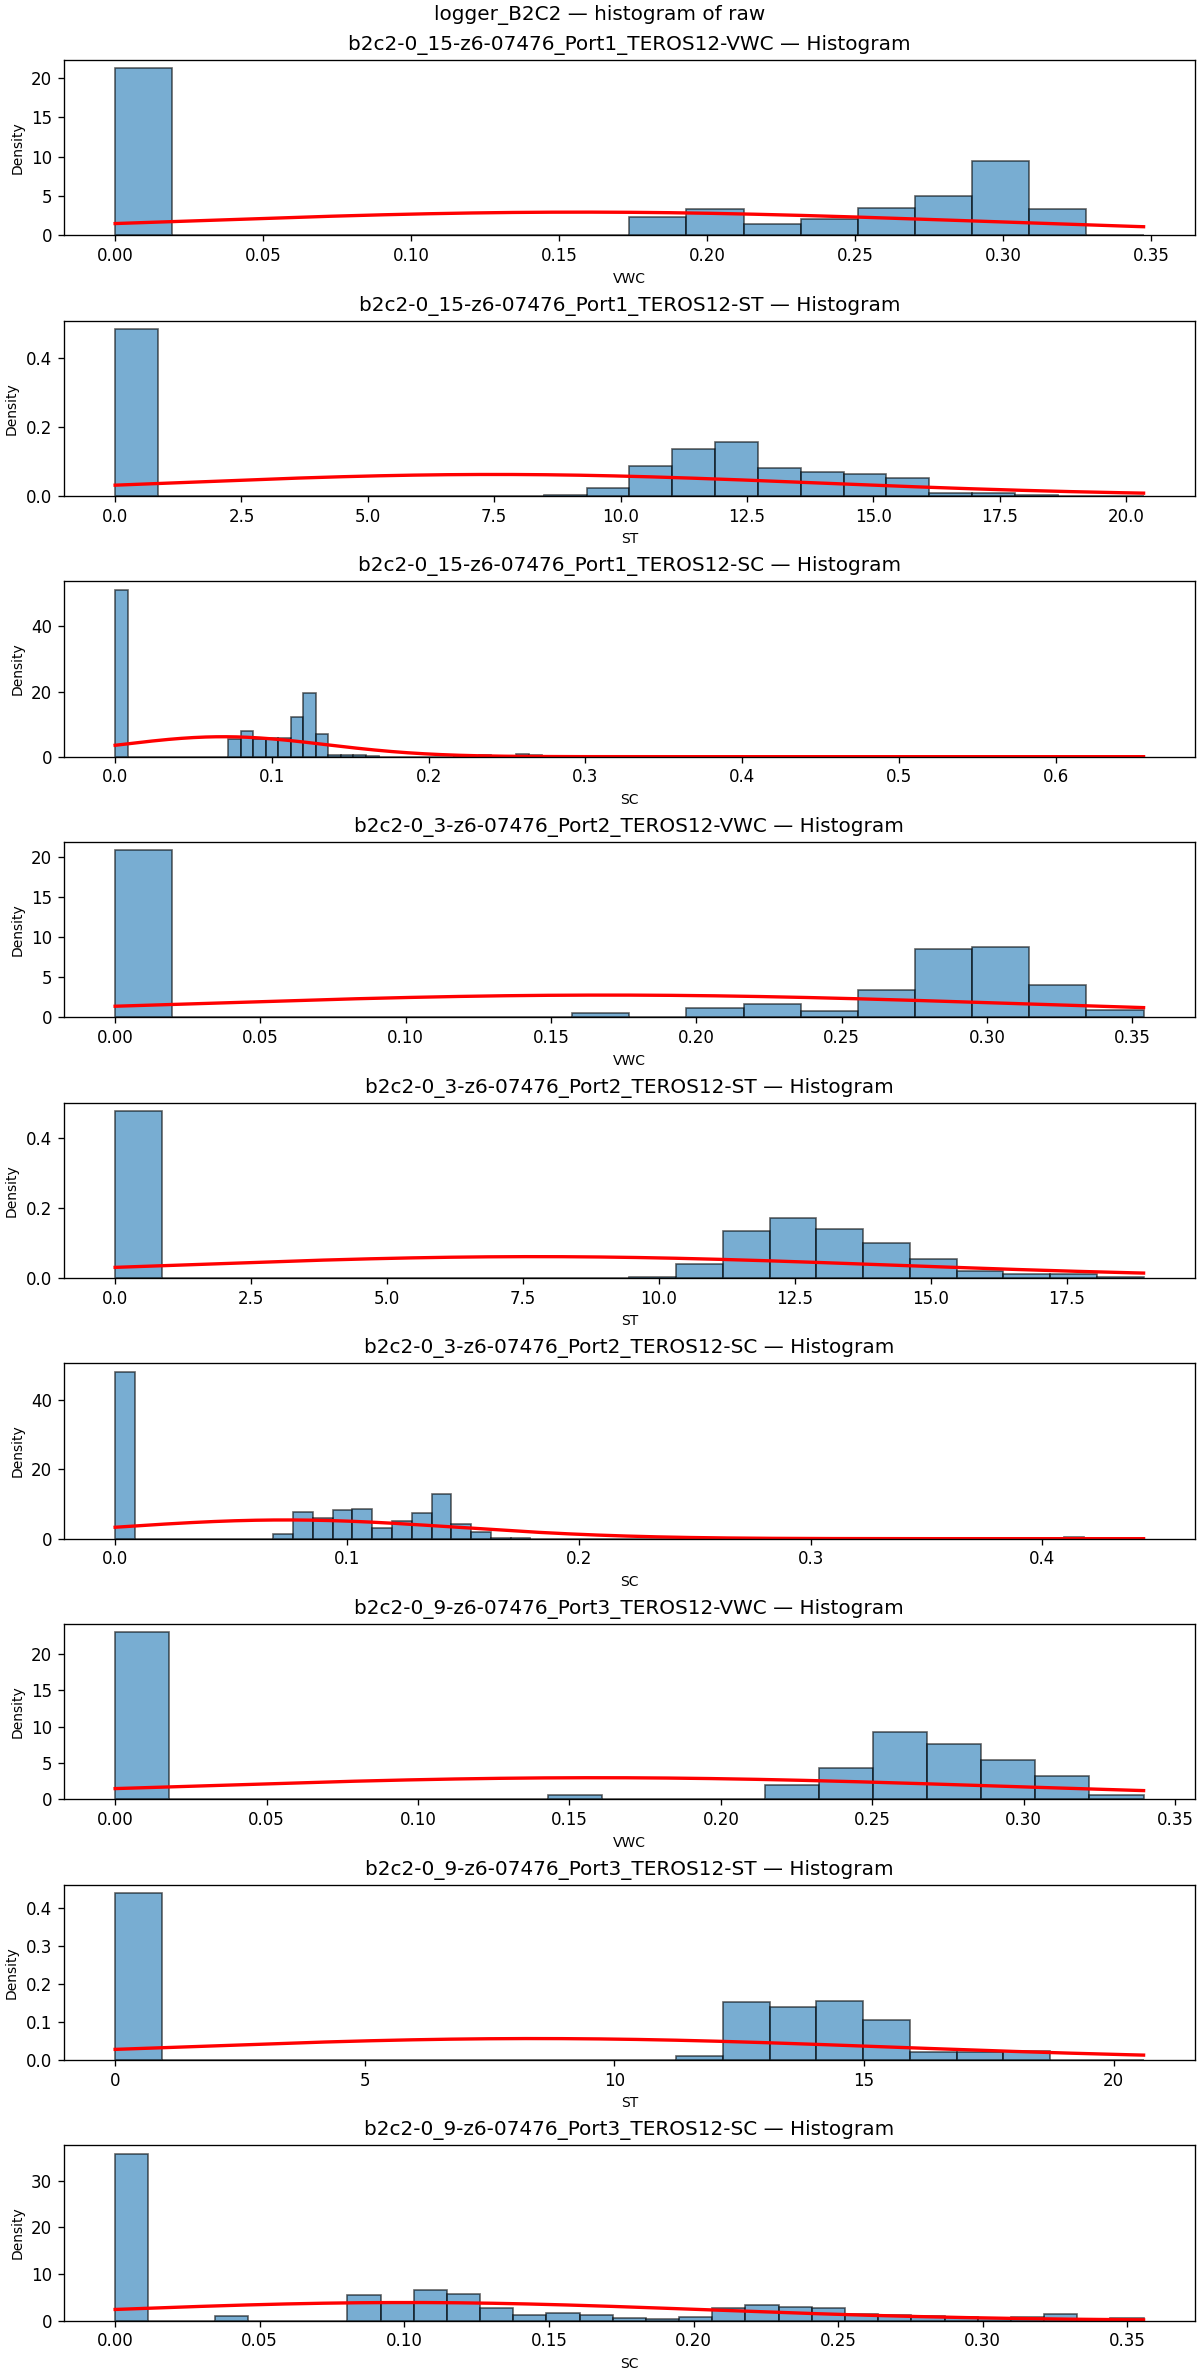 logger_B2C2 — histogram of raw
b2c2-0_15-z6-07476_Port1_TEROS12-VWC — Histogram
20
15
10
5
0
Density
0.00 0.05 0.10 0.15 0.20 0.25 0.30 0.35
VWC
b2c2-0_15-z6-07476_Port1_TEROS12-ST — Histogram
0.4
0.2
0.0
Density
0.0 2.5 5.0 7.5 10.0 12.5 15.0 17.5 20.0
ST
b2c2-0_15-z6-07476_Port1_TEROS12-SC — Histogram
40
20
0
Density
0.0 0.1 0.2 0.3 0.4 0.5 0.6
SC
b2c2-0_3-z6-07476_Port2_TEROS12-VWC — Histogram
20
15
10
5
0
Density
0.00 0.05 0.10 0.15 0.20 0.25 0.30 0.35
VWC
b2c2-0_3-z6-07476_Port2_TEROS12-ST — Histogram
0.4
0.2
0.0
Density
0.0 2.5 5.0 7.5 10.0 12.5 15.0 17.5
ST
b2c2-0_3-z6-07476_Port2_TEROS12-SC — Histogram
40
20
0
Density
0.0 0.1 0.2 0.3 0.4
SC
b2c2-0_9-z6-07476_Port3_TEROS12-VWC — Histogram
20
15
10
5
0
Density
0.00 0.05 0.10 0.15 0.20 0.25 0.30 0.35
VWC
b2c2-0_9-z6-07476_Port3_TEROS12-ST — Histogram
0.4
0.3
0.2
0.1
0.0
Density
0 5 10 15 20
ST
b2c2-0_9-z6-07476_Port3_TEROS12-SC — Histogram
30
20
10
0
Density
0.00 0.05 0.10 0.15 0.20 0.25 0.30 0.35
SC